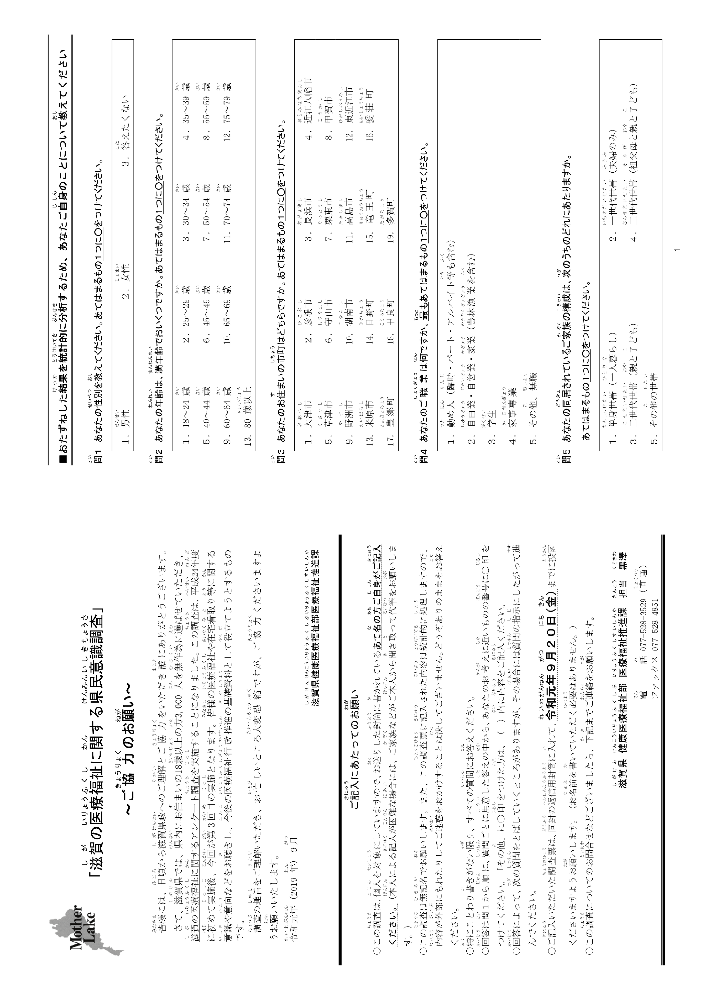 Mother
Lake
「滋賀の医療福祉に関する県民意識調査」
～ご協力のお願い～
皆様には、日頃から滋賀県政へのご理解とご協力をいただき誠にありがとうございます。
さて、滋賀県では、県内にお住まいの18歳以上の方3,000人を無作為に選ばせていただき、
滋賀の医療福祉に関するアンケート調査を実施することになりました。この調査は、平成24年度
に初めて実施後、今回が第3回目の実施となります。皆様の医療福祉や在宅看取り等に関する
意識や意向などをお聴きし、今後の医療福祉行政推進の基礎資料として役立てようとするもの
です。
調査の趣旨をご理解いただき、お忙しいところ大変恐縮ですが、ご協力くださいますよ
うお願いいたします。
令和元年（2019年）9月
滋賀県健康医療福祉部医療福祉推進課
ご記入にあたってのお願い
○この調査は、個人を対象にしていますので、お送りした封筒に書かれているあて名の方ご自身がご記入
ください。（本人による記入が困難な場合には、ご家族などがご本人から聞き取って代筆をお願いしま
す。）
○この調査は無記名でお願いします。また、この調査票に記入された内容は統計的に処理しますので、
内容が外部にもれたりしてご迷惑をおかけすることは決してございません。どうぞありのままをお答え
ください。
○特にことわり書きがない限り、すべての質問にお答えください。
○回答は問1から順に、質問ごとに用意した答えの中から、あなたのお考えに近いものの番号に○印を
つけてください。「その他」に○印をつけた方は、（　）内に内容をご記入ください。
○回答によって、次の質問をとばしていくところがありますが、その場合には質問の指示にしたがって進
んでください。
○ご記入いただいた調査票は、同封の返信用封筒に入れて、令和元年9月20日（金）までに投函
くださいますようお願いします。（お名前を書いていただく必要はありません。）
○この調査についてのお問合せなどございましたら、下記までご連絡をお願いします。
滋賀県 健康医療福祉部 医療福祉推進課 担当 黒澤
電　話 077-528-3529（直通）
ファックス 077-528-4851
■おたずねした結果を統計的に分析するため、あなたご自身のことについて教えてください
問1 あなたの性別を教えてください。あてはまるもの1つに○をつけてください。
1．男性 2．女性 3．答えたくない
問2 あなたの年齢は、満年齢でおいくつですか。あてはまるもの1つに○をつけてください。
1．18～24歳 2．25～29歳 3．30～34歳 4．35～39歳
5．40～44歳 6．45～49歳 7．50～54歳 8．55～59歳
9．60～64歳 10．65～69歳 11．70～74歳 12．75～79歳
13．80歳以上
問3 あなたのお住まいの市町はどちらですか。あてはまるもの1つに○をつけてください。
1．大津市 2．彦根市 3．長浜市 4．近江八幡市
5．草津市 6．守山市 7．栗東市 8．甲賀市
9．野洲市 10．湖南市 11．高島市 12．東近江市
13．米原市 14．日野町 15．竜王町 16．愛荘町
17．豊郷町 18．甲良町 19．多賀町
問4 あなたのご職業は何ですか。最もあてはまるもの1つに○をつけてください。
1．勤め人（臨時・パート・アルバイト等も含む）
2．自由業・自営業・家業（農林漁業を含む）
3．学生
4．家事専業
5．その他、無職
問5 あなたの同居されているご家族の構成は、次のうちのどれにあたりますか。
あてはまるもの1つに○をつけてください。
1．単身世帯（一人暮らし） 2．一世代世帯（夫婦のみ）
3．二世代世帯（親と子ども） 4．三世代世帯（祖父母と親と子ども）
5．その他の世帯
1